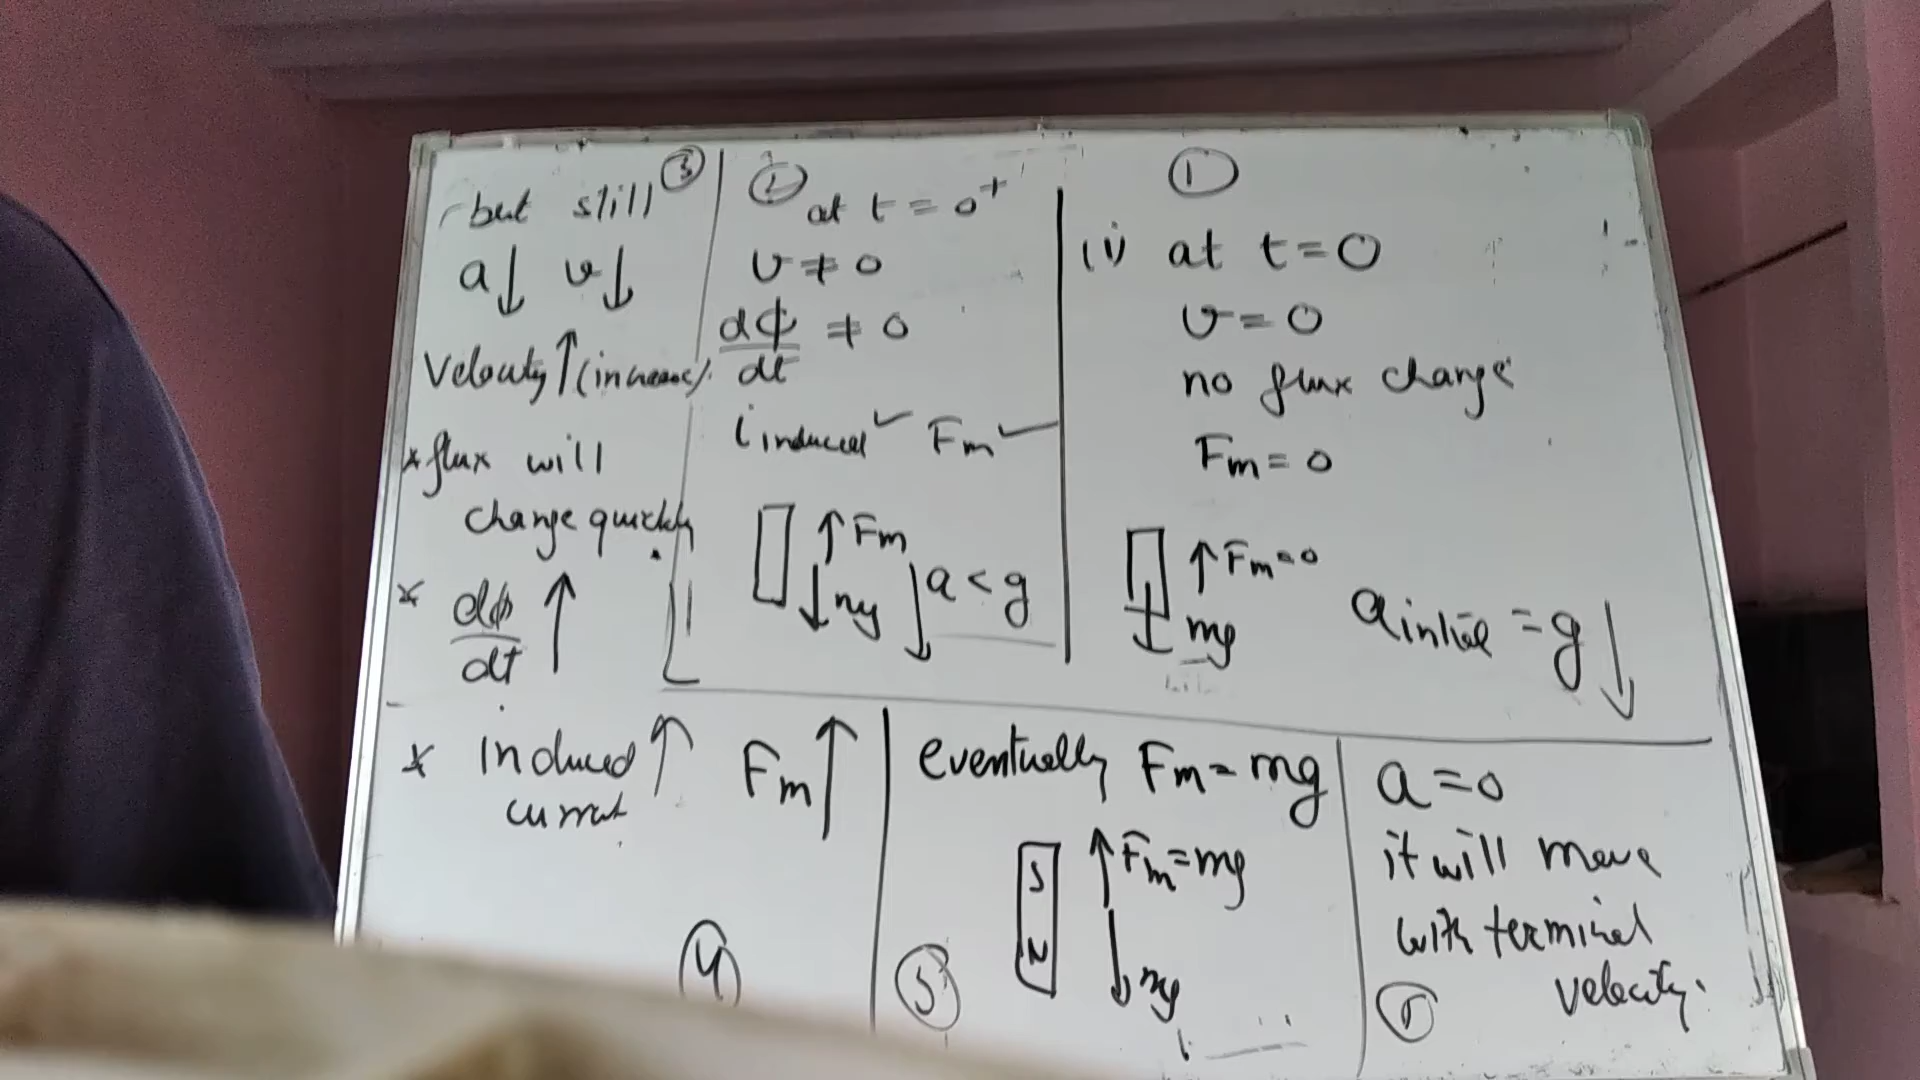 ①
(i) at t = 0
v = 0
no flux change
Fm = 0
↑ Fm = 0
mg
a initial = g ↓
②
at t = 0⁺
v ≠ 0
dϕ/dt ≠ 0
i induced ✓ Fm ✓
↑ Fm
↓ mg
↓ a < g
③
but still
a↓ v↓
Velocity ↑ (increase).
* flux will
change quickly.
* dϕ/dt ↑
* induced ↑ Fm ↑
current
④
eventually Fm = mg
S
N
↑ Fm = mg
↓ mg
⑤
a = 0
it will move
with terminal
velocity.